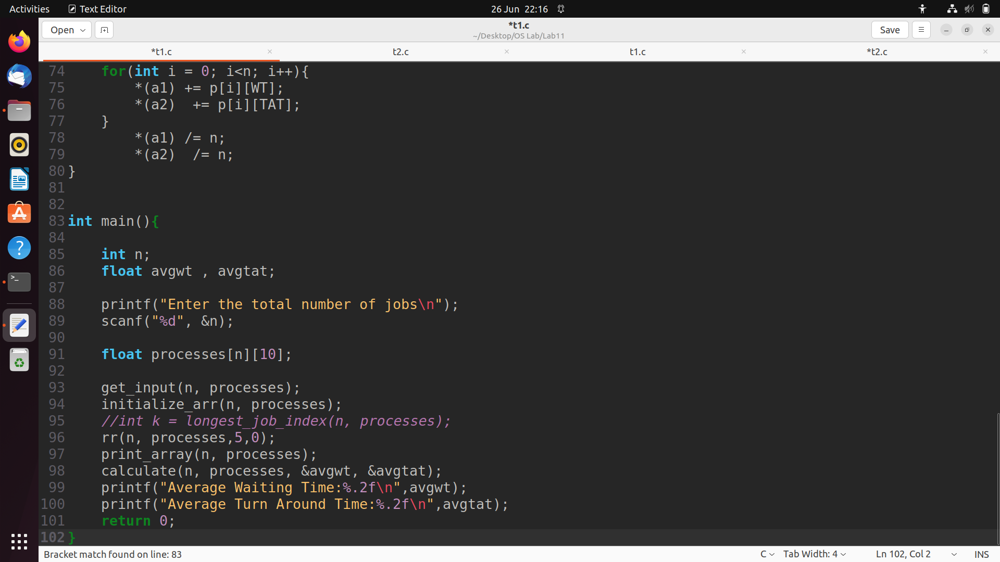 Activities Text Editor 26 Jun 22:16
Open *t1.c Save
~/Desktop/OS Lab/Lab11
*t1.c t2.c t1.c *t2.c
74 for(int i = 0; i<n; i++){
75 *(a1) += p[i][WT];
76 *(a2)  += p[i][TAT];
77 }
78 *(a1) /= n;
79 *(a2)  /= n;
80 }
81
82
83 int main(){
84
85 int n;
86 float avgwt , avgtat;
87
88 printf("Enter the total number of jobs\n");
89 scanf("%d", &n);
90
91 float processes[n][10];
92
93 get_input(n, processes);
94 initialize_arr(n, processes);
95 //int k = longest_job_index(n, processes);
96 rr(n, processes,5,0);
97 print_array(n, processes);
98 calculate(n, processes, &avgwt, &avgtat);
99 printf("Average Waiting Time:%.2f\n",avgwt);
100 printf("Average Turn Around Time:%.2f\n",avgtat);
101 return 0;
102 }
Bracket match found on line: 83 C Tab Width: 4 Ln 102, Col 2 INS